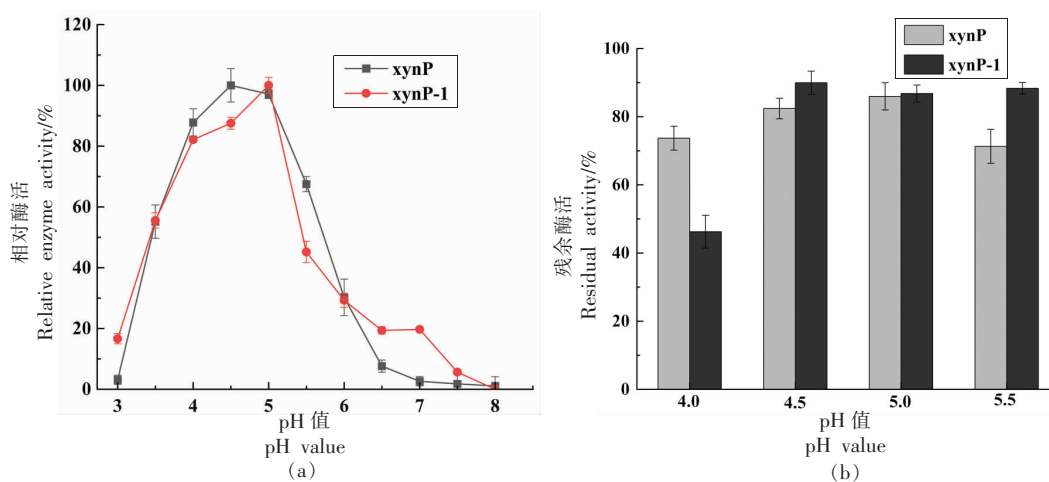 相对酶活
Relative enzyme activity/%
120
100
80
60
40
20
0
xynP
xynP-1
3
4
5
6
7
8
pH 值
pH value
(a)
残余酶活
Residual activity/%
100
80
60
40
20
0
xynP
xynP-1
4.0
4.5
5.0
5.5
pH 值
pH value
(b)